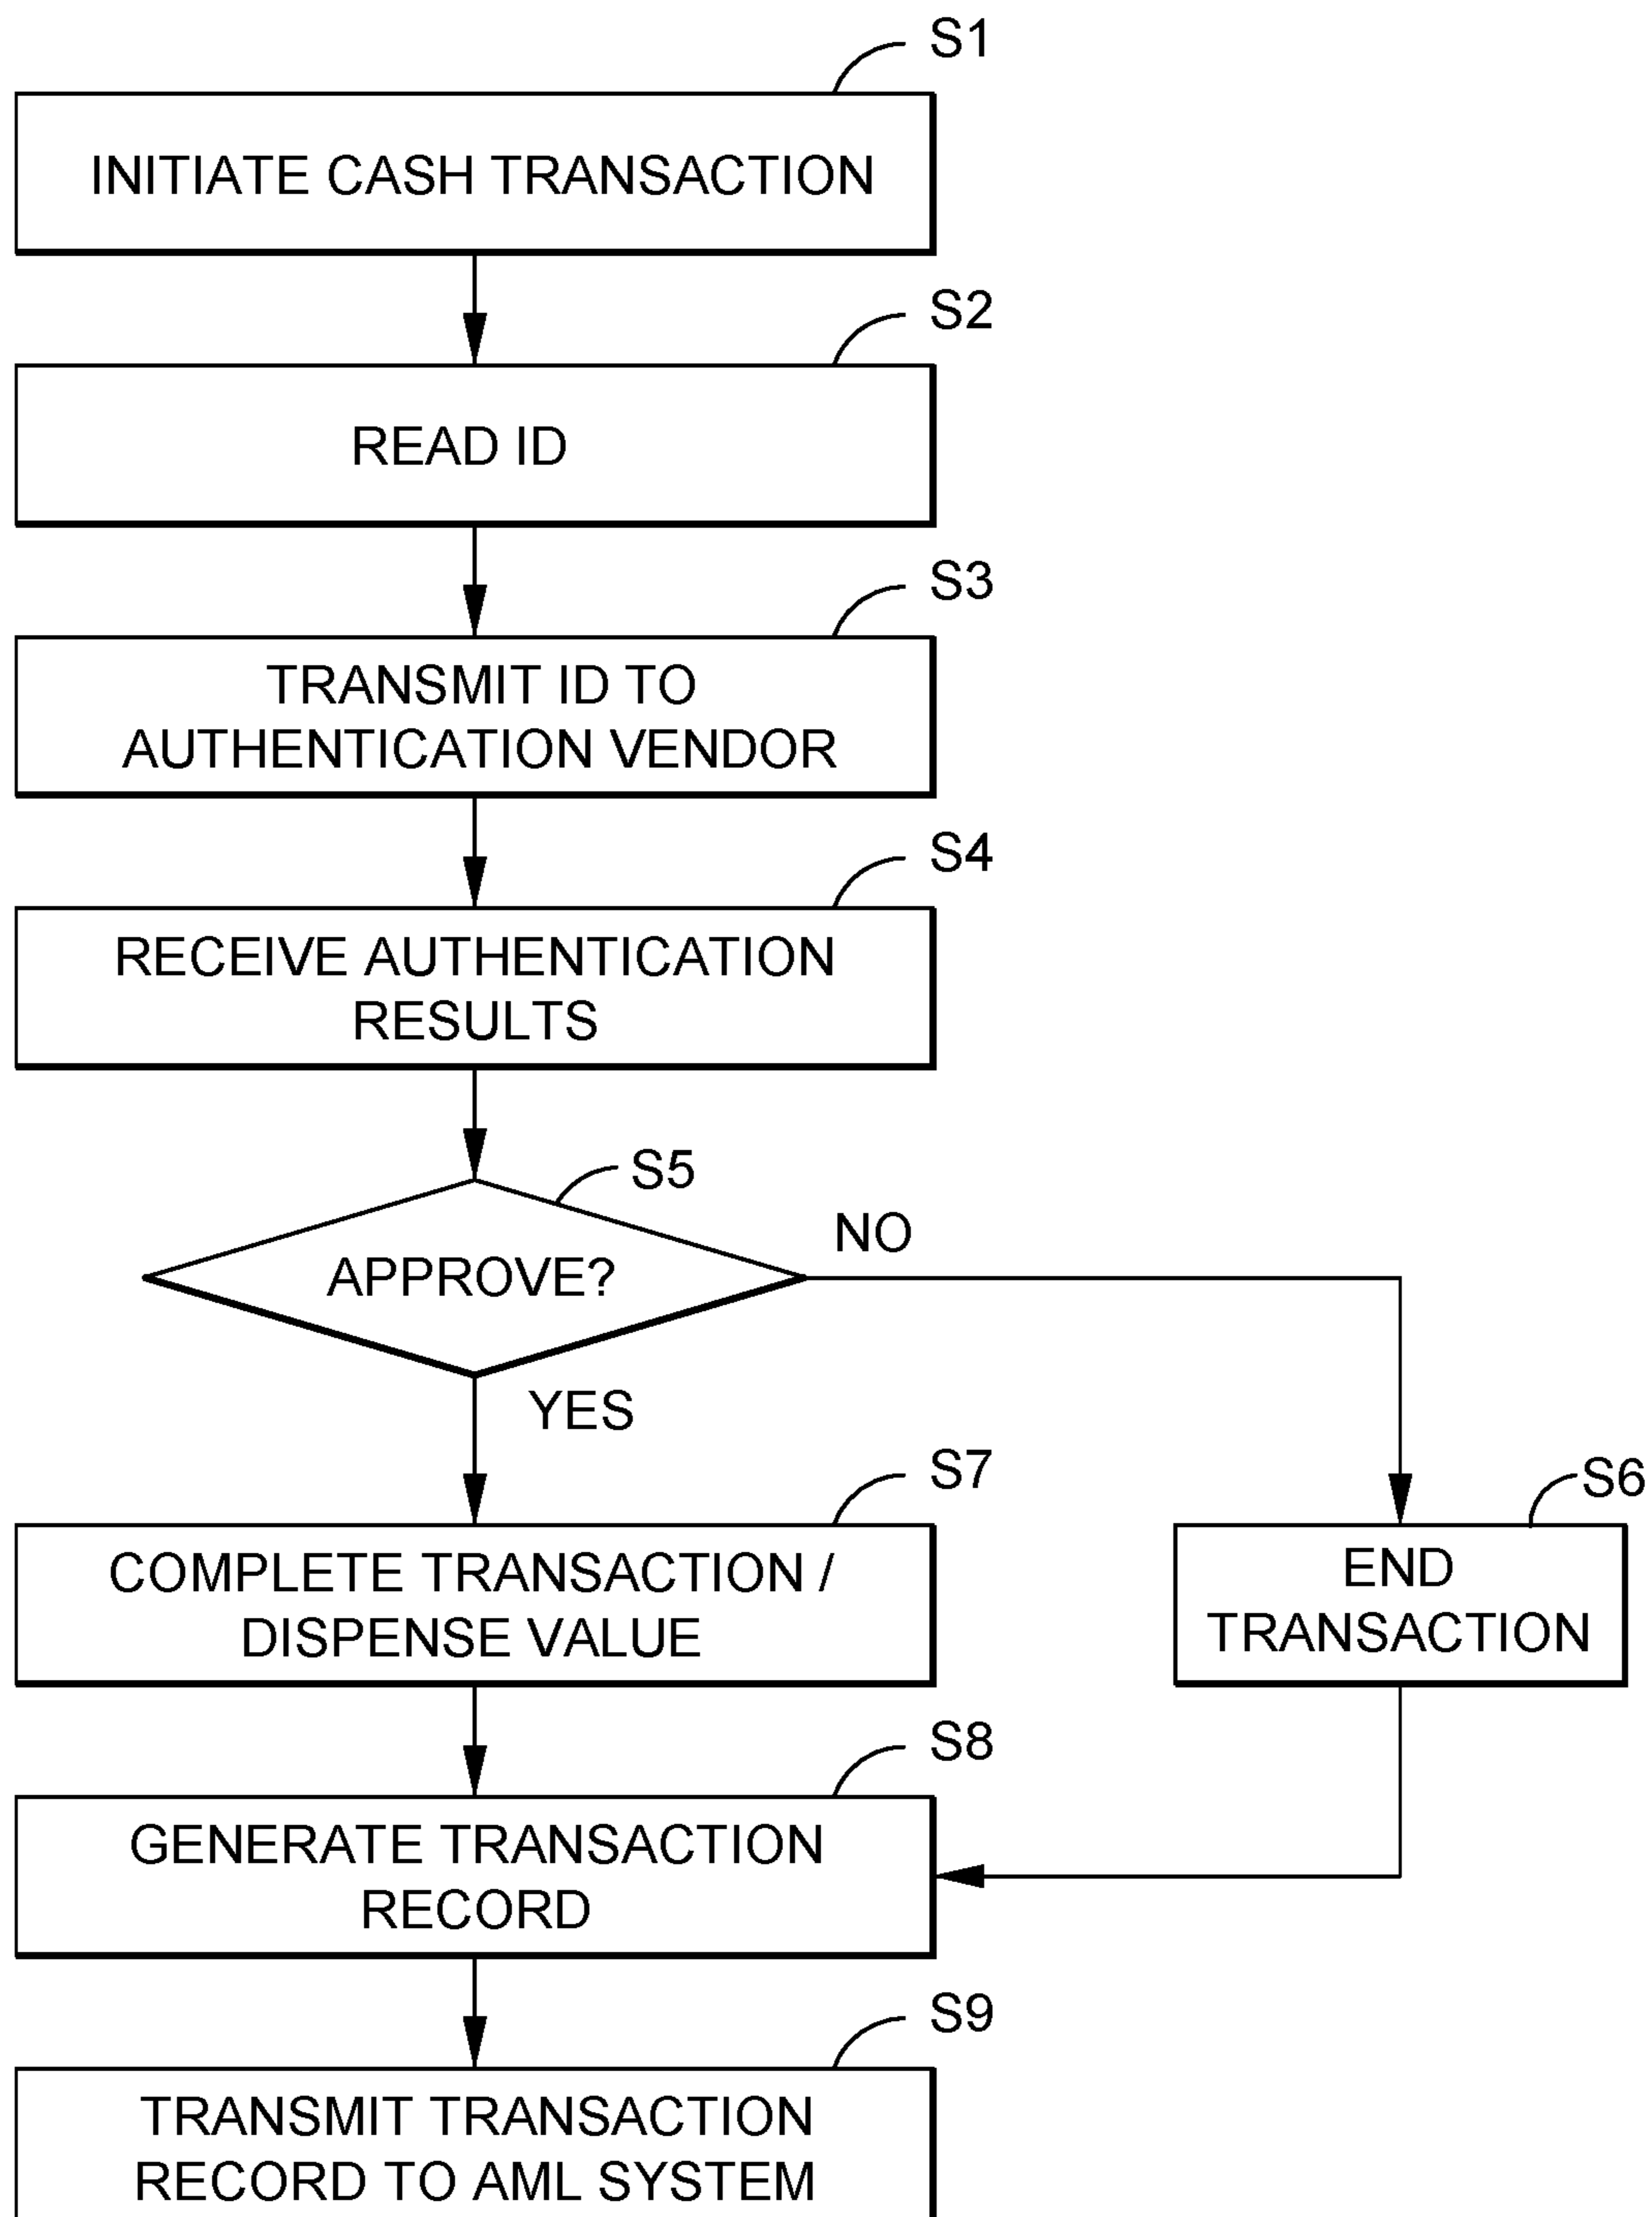 S1
INITIATE CASH TRANSACTION
S2
READ ID
S3
TRANSMIT ID TO
AUTHENTICATION VENDOR
S4
RECEIVE AUTHENTICATION
RESULTS
S5
APPROVE?
NO
YES
S7
COMPLETE TRANSACTION /
DISPENSE VALUE
S6
END
TRANSACTION
S8
GENERATE TRANSACTION
RECORD
S9
TRANSMIT TRANSACTION
RECORD TO AML SYSTEM